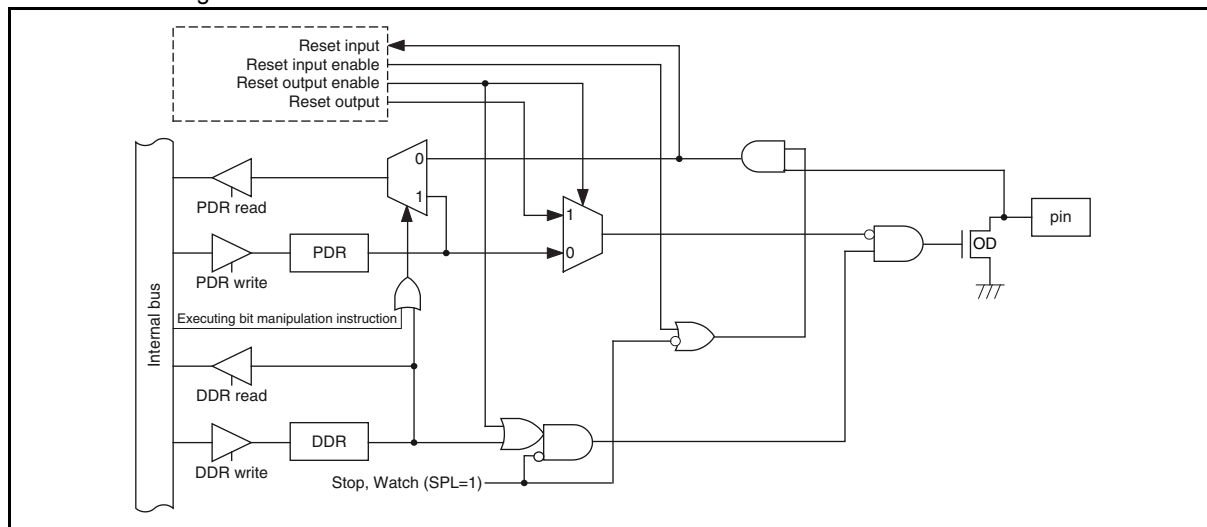 Reset input
Reset input enable
Reset output enable
Reset output
0
1
PDR read
1
pin
PDR
0
OD
PDR write
Executing bit manipulation instruction
Internal bus
DDR read
DDR
DDR write
Stop, Watch (SPL=1)